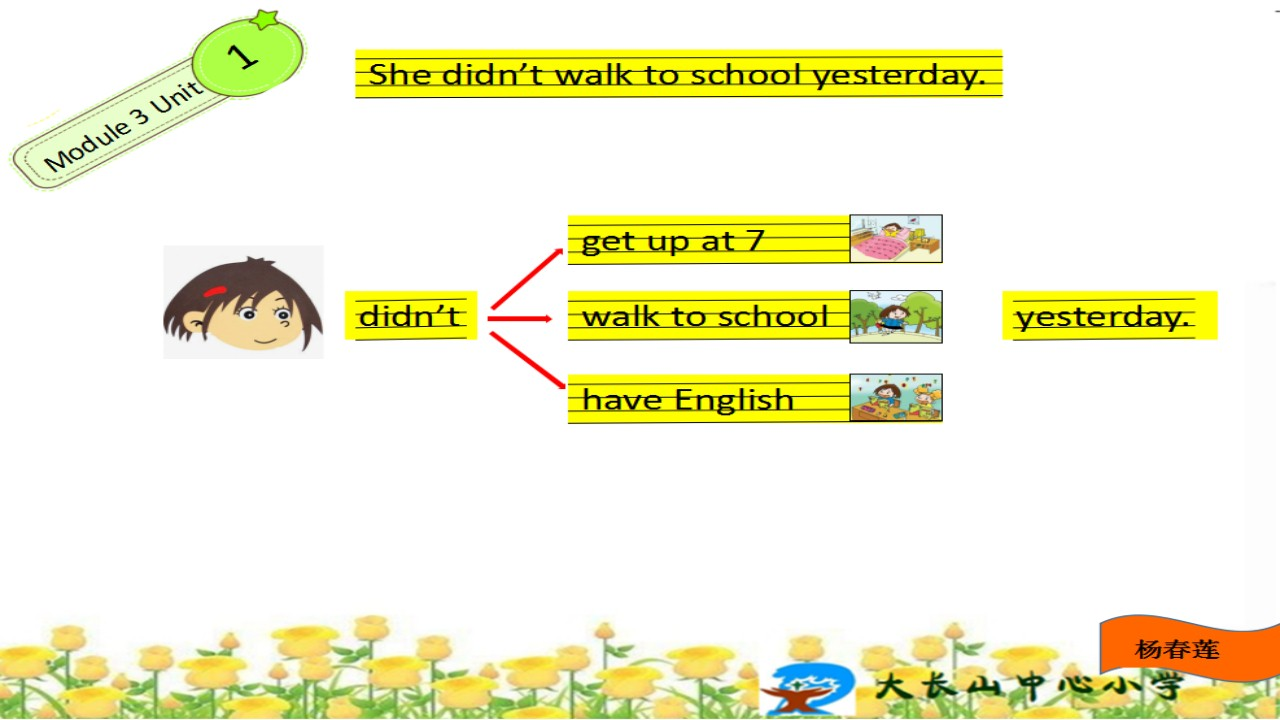 Module 3 Unit 1
She didn’t walk to school yesterday.
get up at 7
didn’t
walk to school
yesterday.
have English
杨春莲
大长山中心小学